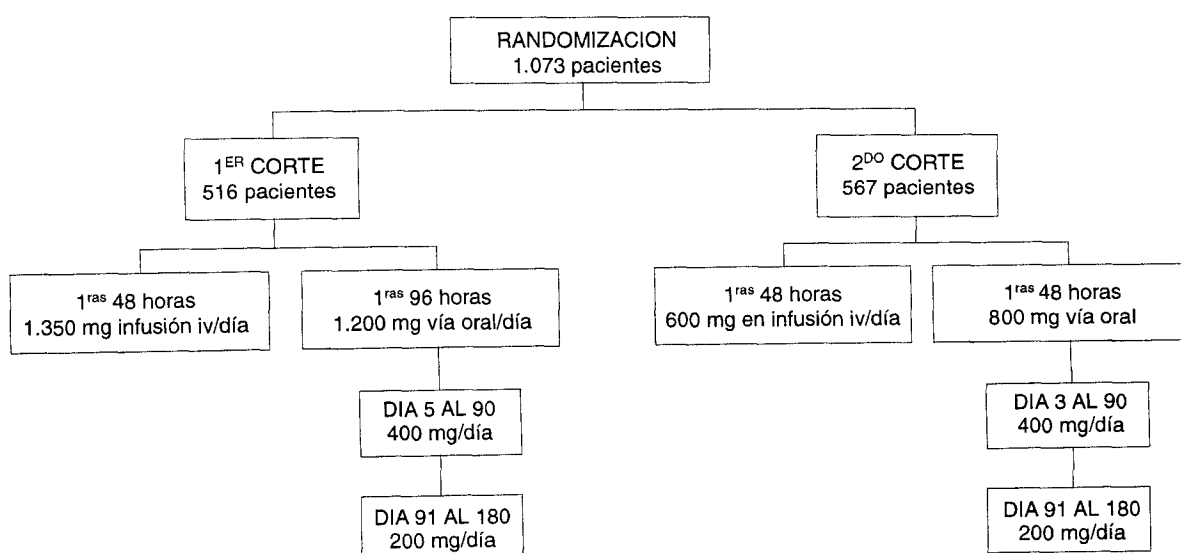 RANDOMIZACION
1.073 pacientes
1ER CORTE
516 pacientes
2DO CORTE
567 pacientes
1ras 48 horas
1.350 mg infusión iv/día
1ras 96 horas
1.200 mg vía oral/día
1ras 48 horas
600 mg en infusión iv/día
1ras 48 horas
800 mg vía oral
DIA 5 AL 90
400 mg/día
DIA 3 AL 90
400 mg/día
DIA 91 AL 180
200 mg/día
DIA 91 AL 180
200 mg/día